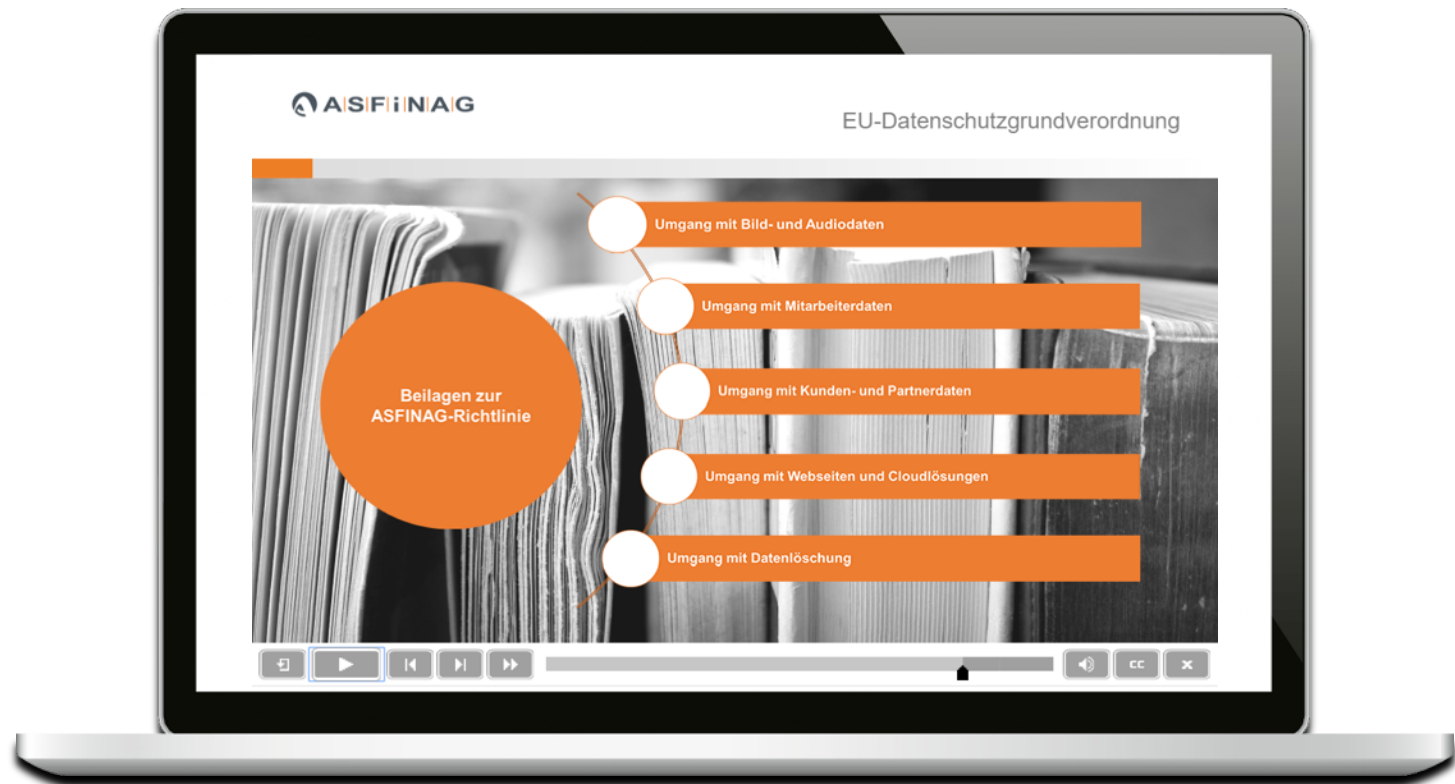 ASFiNAG
EU-Datenschutzgrundverordnung
Umgang mit Bild- und Audiodaten
Umgang mit Mitarbeiterdaten
Beilagen zur
ASFINAG-Richtlinie
Umgang mit Kunden- und Partnerdaten
Umgang mit Webseiten und Cloudlösungen
Umgang mit Datenlöschung
CC